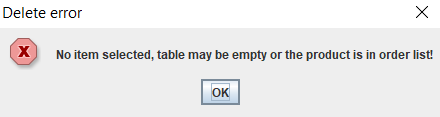 Delete error
No item selected, table may be empty or the product is in order list!
OK